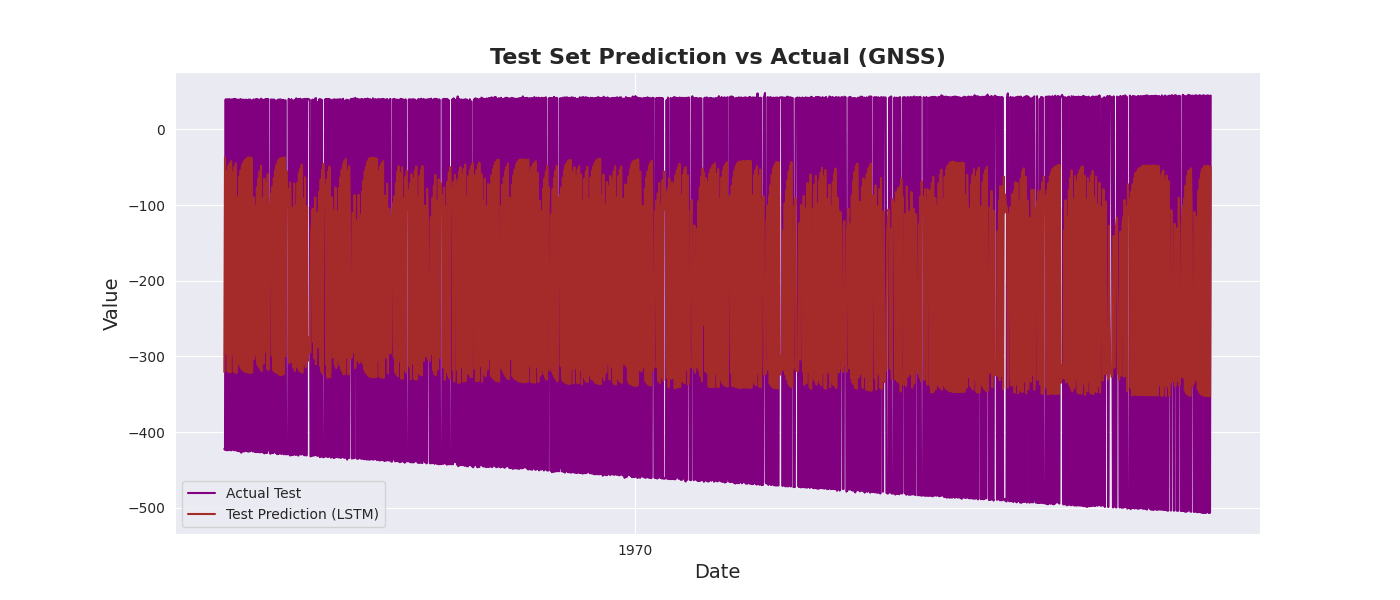 Test Set Prediction vs Actual (GNSS)
Value
0
−100
−200
−300
−400
−500
Actual Test
Test Prediction (LSTM)
1970
Date